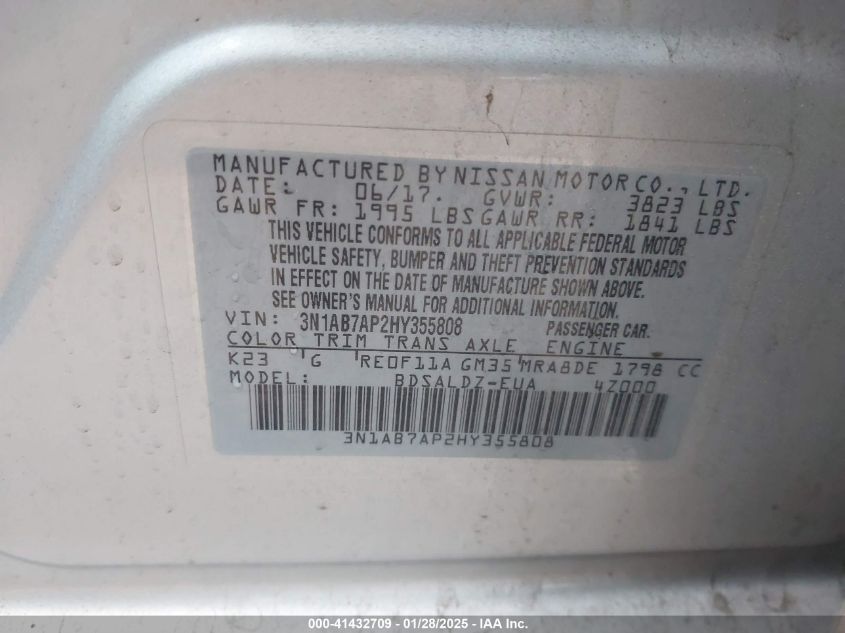 MANUFACTURED BY NISSAN MOTOR CO., LTD.
DATE: 06/17. GVWR: 3823 LBS
GAWR FR: 1995 LBS GAWR RR: 1841 LBS
THIS VEHICLE CONFORMS TO ALL APPLICABLE FEDERAL MOTOR
VEHICLE SAFETY, BUMPER AND THEFT PREVENTION STANDARDS
IN EFFECT ON THE DATE OF MANUFACTURE SHOWN ABOVE.
SEE OWNER'S MANUAL FOR ADDITIONAL INFORMATION.
VIN: 3N1AB7AP2HY355808 PASSENGER CAR.
COLOR TRIM TRANS AXLE ENGINE
K23 'G 'RE0F11A GM35'MRA8DE 1798 CC
MODEL: BDSALDZ-EUA 4Z000
3N1AB7AP2HY355808
000-41432709 - 01/28/2025 - IAA Inc.